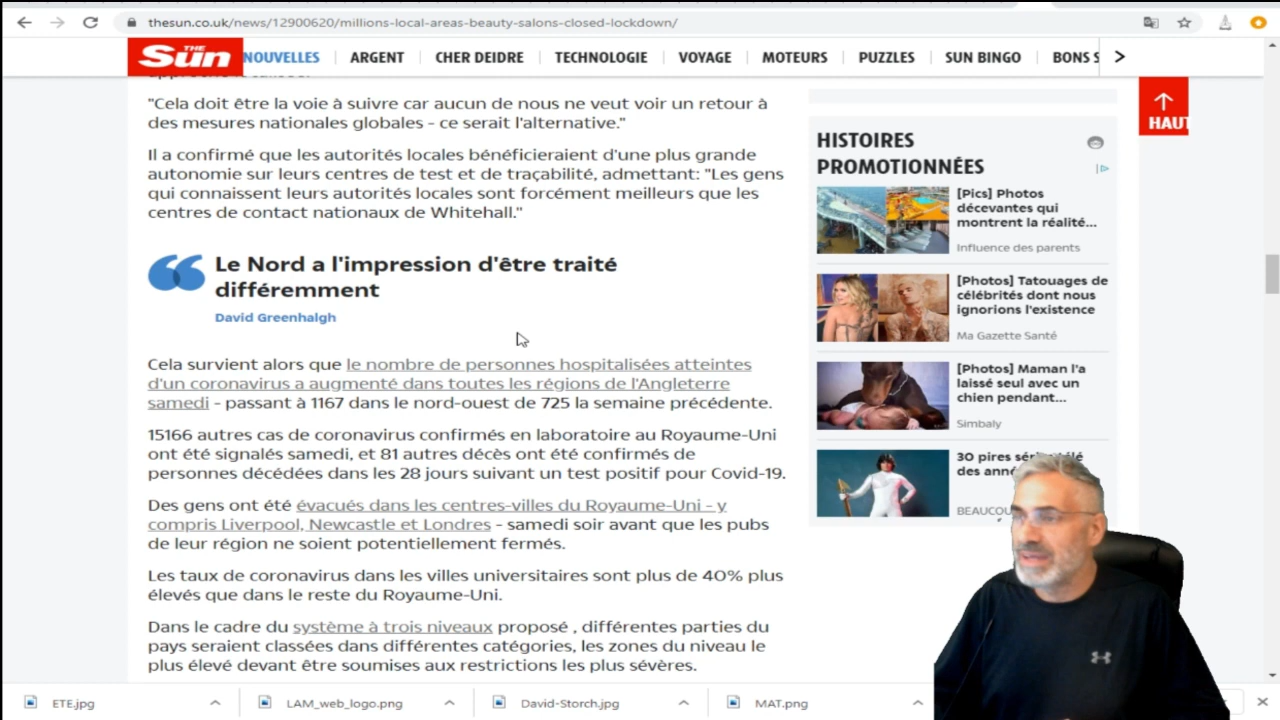 thesun.co.uk/news/12900620/millions-local-areas-beauty-salons-closed-lockdown/
THE Sun
NOUVELLES
ARGENT
CHER DEIDRE
TECHNOLOGIE
VOYAGE
MOTEURS
PUZZLES
SUN BINGO
BONS S
HAUT
"Cela doit être la voie à suivre car aucun de nous ne veut voir un retour à
des mesures nationales globales - ce serait l'alternative."
Il a confirmé que les autorités locales bénéficieraient d'une plus grande
autonomie sur leurs centres de test et de traçabilité, admettant: "Les gens
qui connaissent leurs autorités locales sont forcément meilleurs que les
centres de contact nationaux de Whitehall."
Le Nord a l'impression d'être traité
différemment
David Greenhalgh
Cela survient alors que le nombre de personnes hospitalisées atteintes
d'un coronavirus a augmenté dans toutes les régions de l'Angleterre
samedi - passant à 1167 dans le nord-ouest de 725 la semaine précédente.
15166 autres cas de coronavirus confirmés en laboratoire au Royaume-Uni
ont été signalés samedi, et 81 autres décès ont été confirmés de
personnes décédées dans les 28 jours suivant un test positif pour Covid-19.
Des gens ont été évacués dans les centres-villes du Royaume-Uni - y
compris Liverpool, Newcastle et Londres - samedi soir avant que les pubs
de leur région ne soient potentiellement fermés.
Les taux de coronavirus dans les villes universitaires sont plus de 40% plus
élevés que dans le reste du Royaume-Uni.
Dans le cadre du système à trois niveaux proposé , différentes parties du
pays seraient classées dans différentes catégories, les zones du niveau le
plus élevé devant être soumises aux restrictions les plus sévères.
HISTOIRES
PROMOTIONNÉES
[Pics] Photos
décevantes qui
montrent la réalité...
Influence des parents
[Photos] Tatouages de
célébrités dont nous
ignorions l'existence
Ma Gazette Santé
[Photos] Maman l'a
laissé seul avec un
chien pendant...
Simbaly
30 pires
des
BEAUCOU
ETE.jpg
LAM_web_logo.png
David-Storch.jpg
MAT.png